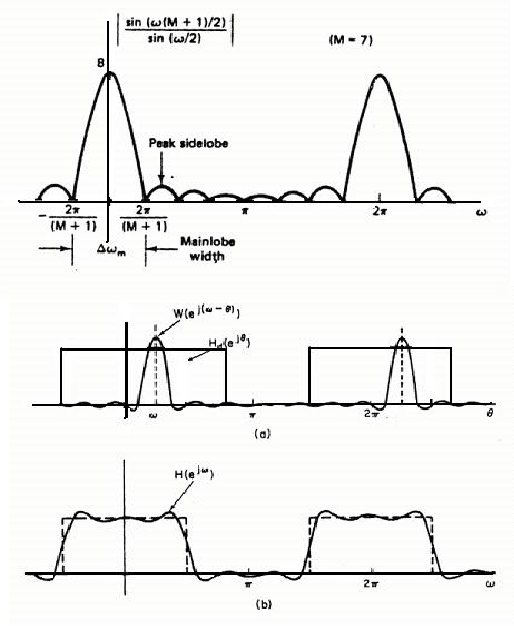 sin (ω(M + 1)/2)
sin (ω/2)
(M = 7)
8
Peak sidelobe
- 2π
(M + 1)
2π
(M + 1)
π
2π
ω
Δωm
Mainlobe
width
W(e^j(ω − θ))
Hd(e^jθ)
ω
π
2π
θ
(a)
H(e^jω)
π
2π
ω
(b)